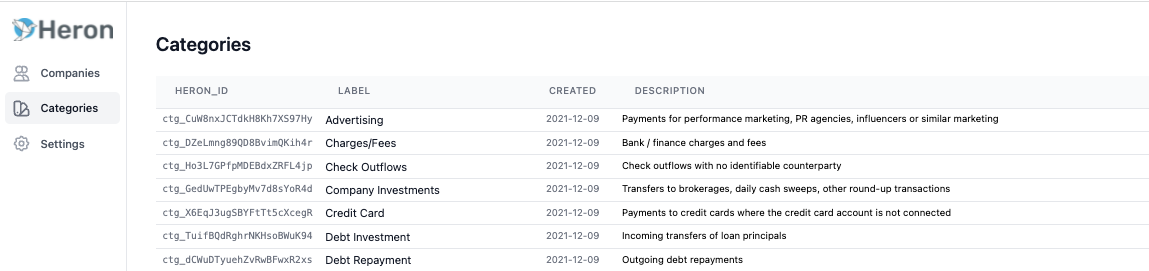 Heron
Companies
Categories
Settings
Categories
HERON_ID LABEL CREATED DESCRIPTION
ctg_CuW8nxJCTdkH8Kh7XS97Hy Advertising 2021-12-09 Payments for performance marketing, PR agencies, influencers or similar marketing
ctg_DZeLmng89QD8BvimQKih4r Charges/Fees 2021-12-09 Bank / finance charges and fees
ctg_Ho3L7GPfpMDEBdxZRFL4jp Check Outflows 2021-12-09 Check outflows with no identifiable counterparty
ctg_GedUwTPEgbyMv7d8sYoR4d Company Investments 2021-12-09 Transfers to brokerages, daily cash sweeps, other round-up transactions
ctg_X6EqJ3ugSBYFtTt5cXcegR Credit Card 2021-12-09 Payments to credit cards where the credit card account is not connected
ctg_TuifBQdRghrNKHsoBWuK94 Debt Investment 2021-12-09 Incoming transfers of loan principals
ctg_dCWuDTyuehZvRwBFwxR2xs Debt Repayment 2021-12-09 Outgoing debt repayments